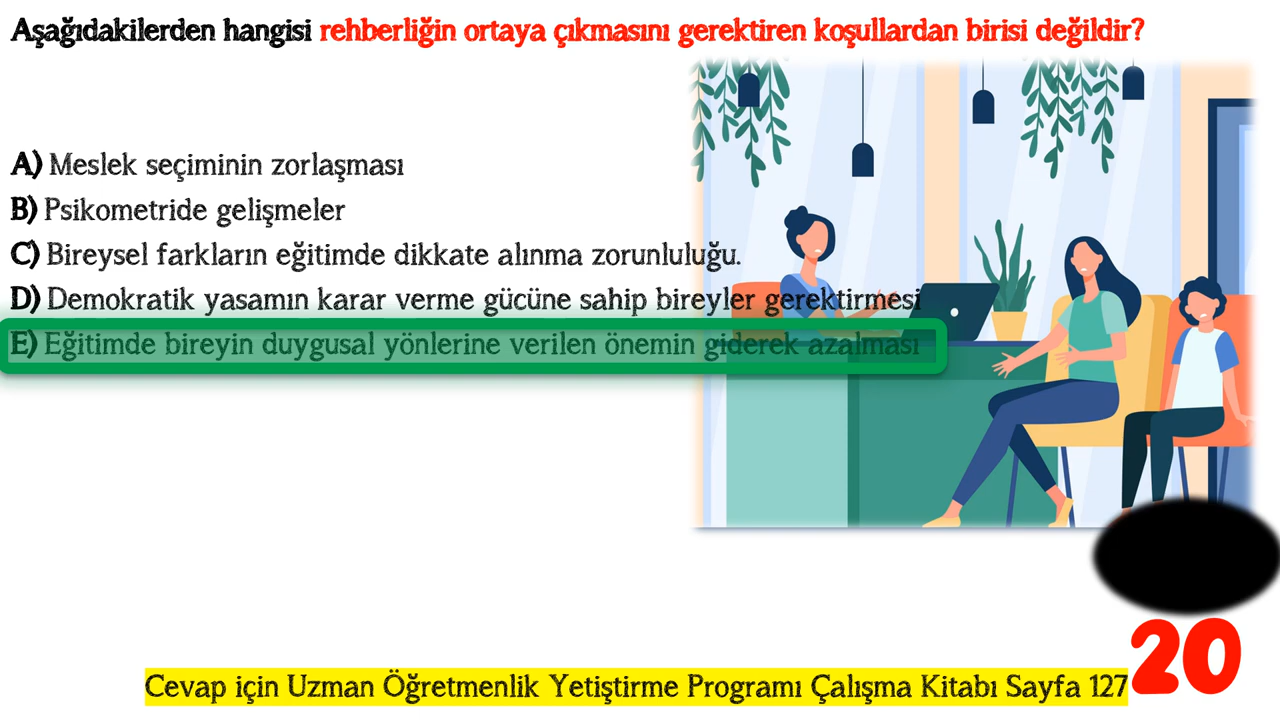 Aşağıdakilerden hangisi rehberliğin ortaya çıkmasını gerektiren koşullardan birisi değildir?
A) Meslek seçiminin zorlaşması
B) Psikometride gelişmeler
C) Bireysel farkların eğitimde dikkate alınma zorunluluğu.
D) Demokratik yasamın karar verme gücüne sahip bireyler gerektirmesi
E) Eğitimde bireyin duygusal yönlerine verilen önemin giderek azalması
20
Cevap için Uzman Öğretmenlik Yetiştirme Programı Çalışma Kitabı Sayfa 127